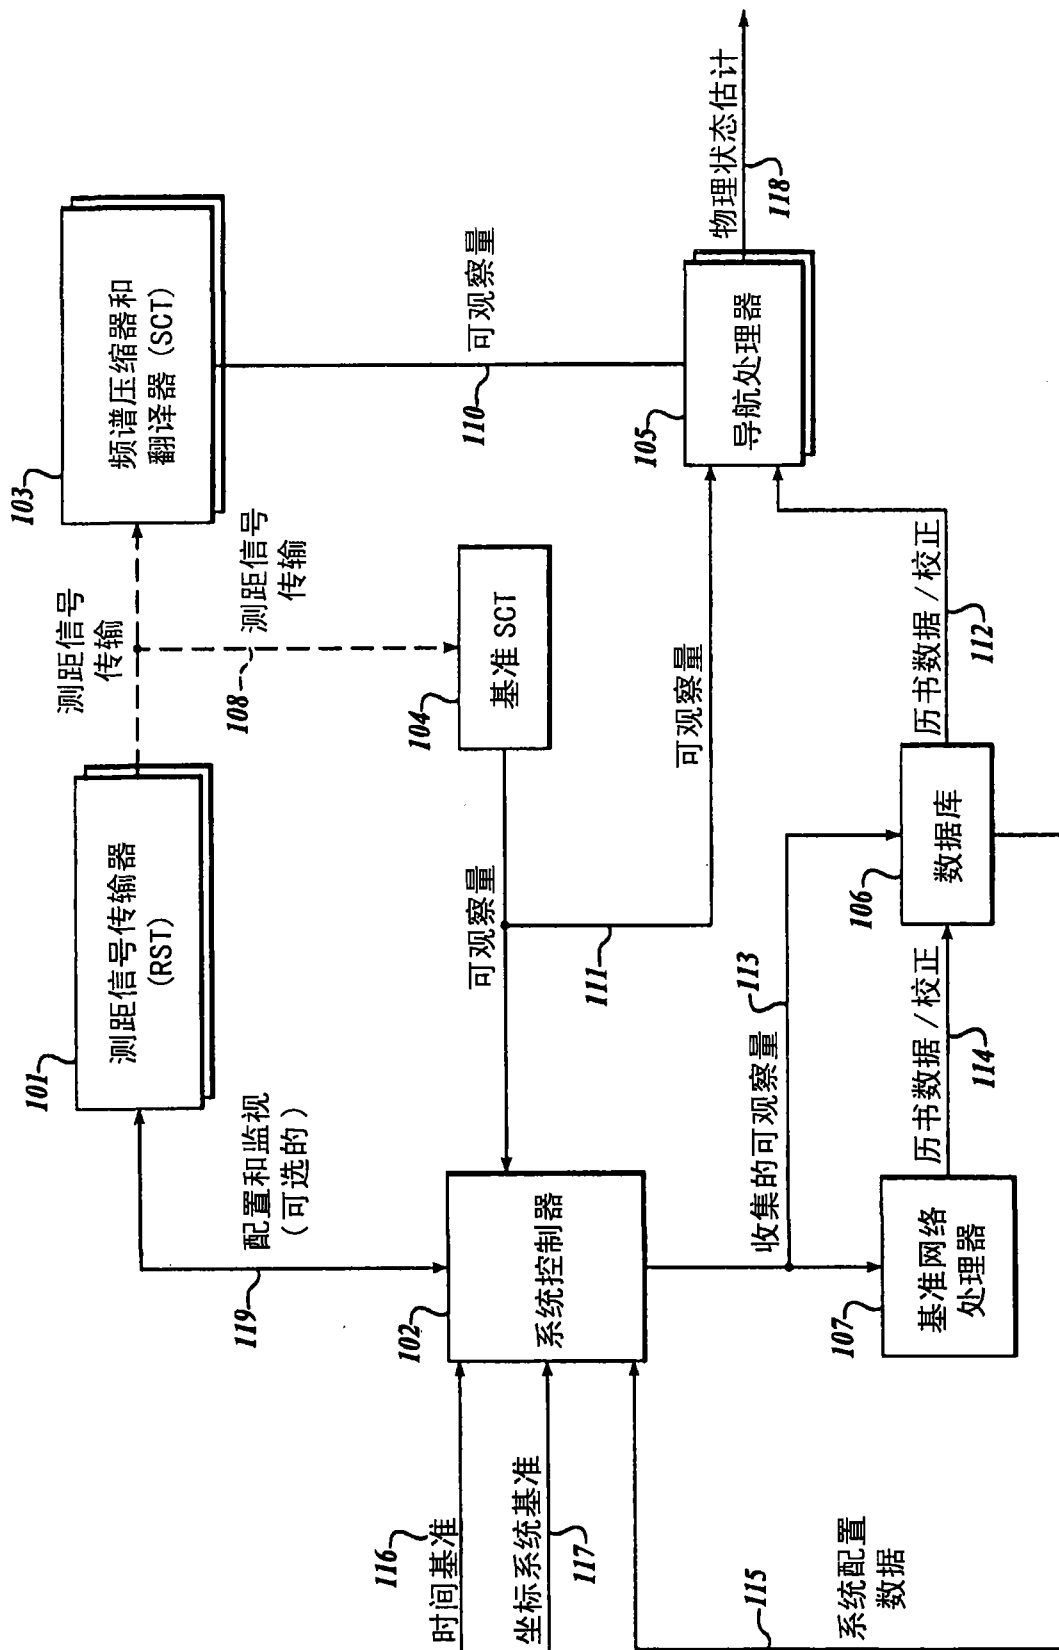 101
测距信号传输器
(RST)
测距信号
传输
103
频谱压缩器和
翻译器 (SCT)
测距信号
传输
108
119
配置和监视
(可选的)
104
基准 SCT
110
可观察量
116
时间基准
坐标系统基准
117
102
系统控制器
可观察量
111
可观察量
105
导航处理器
物理状态估计
118
收集的可观察量
113
115
系统配置
数据
107
基准网络
处理器
历书数据/校正
114
106
数据库
历书数据/校正
112